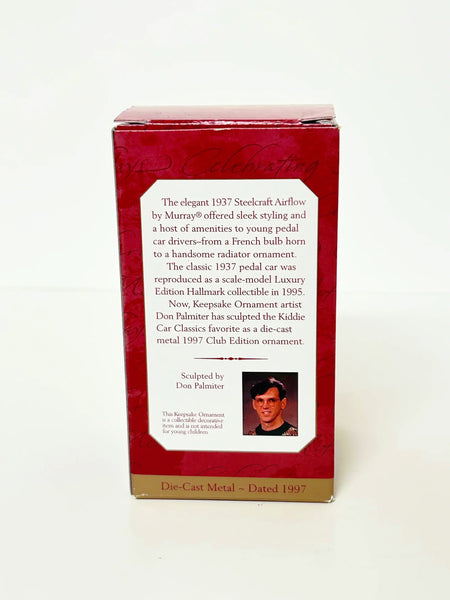 Celebrating
The elegant 1937 Steelcraft Airflow
by Murray® offered sleek styling and
a host of amenities to young pedal
car drivers–from a French bulb horn
to a handsome radiator ornament.
The classic 1937 pedal car was
reproduced as a scale-model Luxury
Edition Hallmark collectible in 1995.
Now, Keepsake Ornament artist
Don Palmiter has sculpted the Kiddie
Car Classics favorite as a die-cast
metal 1997 Club Edition ornament.
Sculpted by
Don Palmiter
This Keepsake Ornament
is a collectible decorative
item and is not intended
for young children.
Die-Cast Metal ~ Dated 1997